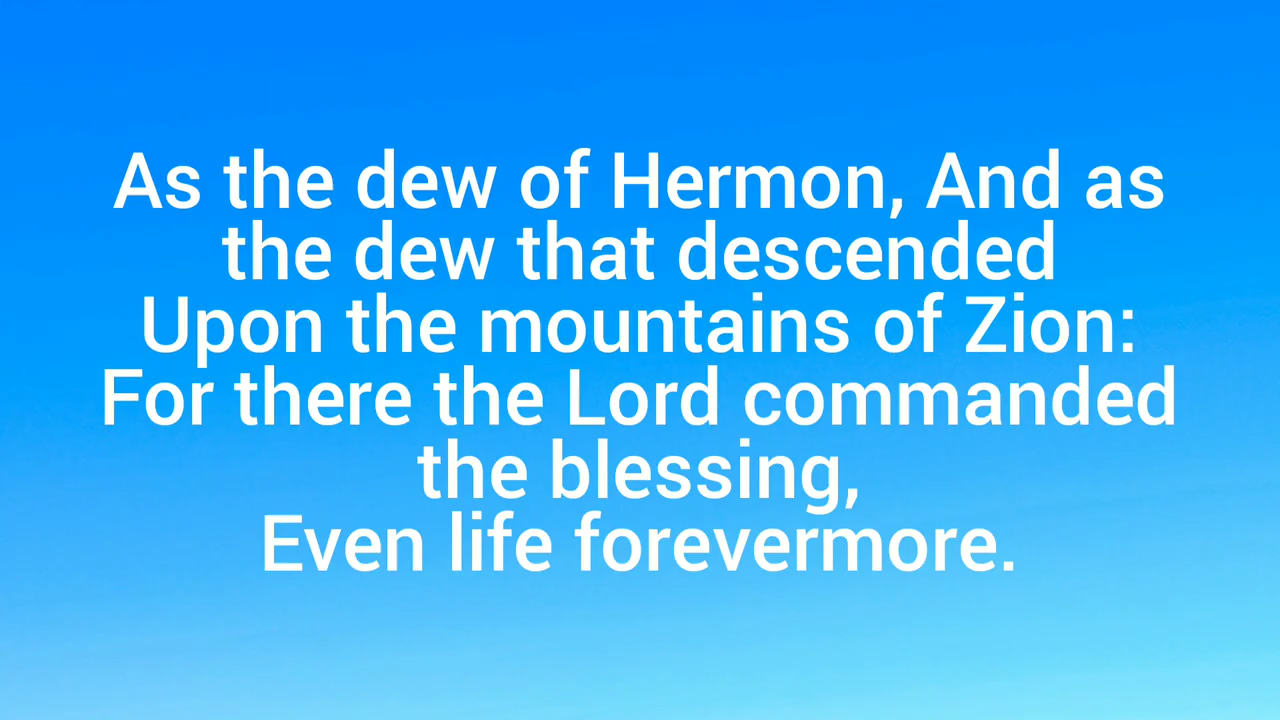 As the dew of Hermon, And as
the dew that descended
Upon the mountains of Zion:
For there the Lord commanded
the blessing,
Even life forevermore.